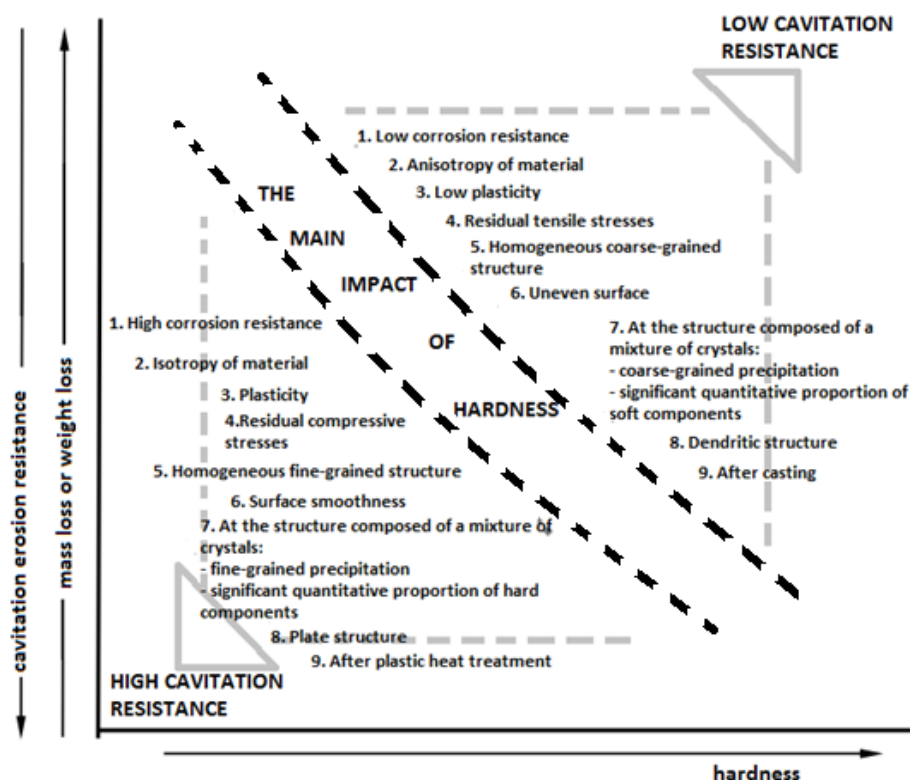 LOW CAVITATION
RESISTANCE
cavitation erosion resistance
mass loss or weight loss
THE
MAIN
IMPACT
OF
HARDNESS
1. Low corrosion resistance
2. Anisotropy of material
3. Low plasticity
4. Residual tensile stresses
5. Homogeneous coarse-grained
structure
6. Uneven surface
7. At the structure composed of a
mixture of crystals:
- coarse-grained precipitation
- significant quantitative proportion of
soft components
8. Dendritic structure
9. After casting
1. High corrosion resistance
2. Isotropy of material
3. Plasticity
4.Residual compressive
stresses
5. Homogeneous fine-grained structure
6. Surface smoothness
7. At the structure composed of a mixture of
crystals:
- fine-grained precipitation
- significant quantitative proportion of hard
components
8. Plate structure
9. After plastic heat treatment
HIGH CAVITATION
RESISTANCE
hardness